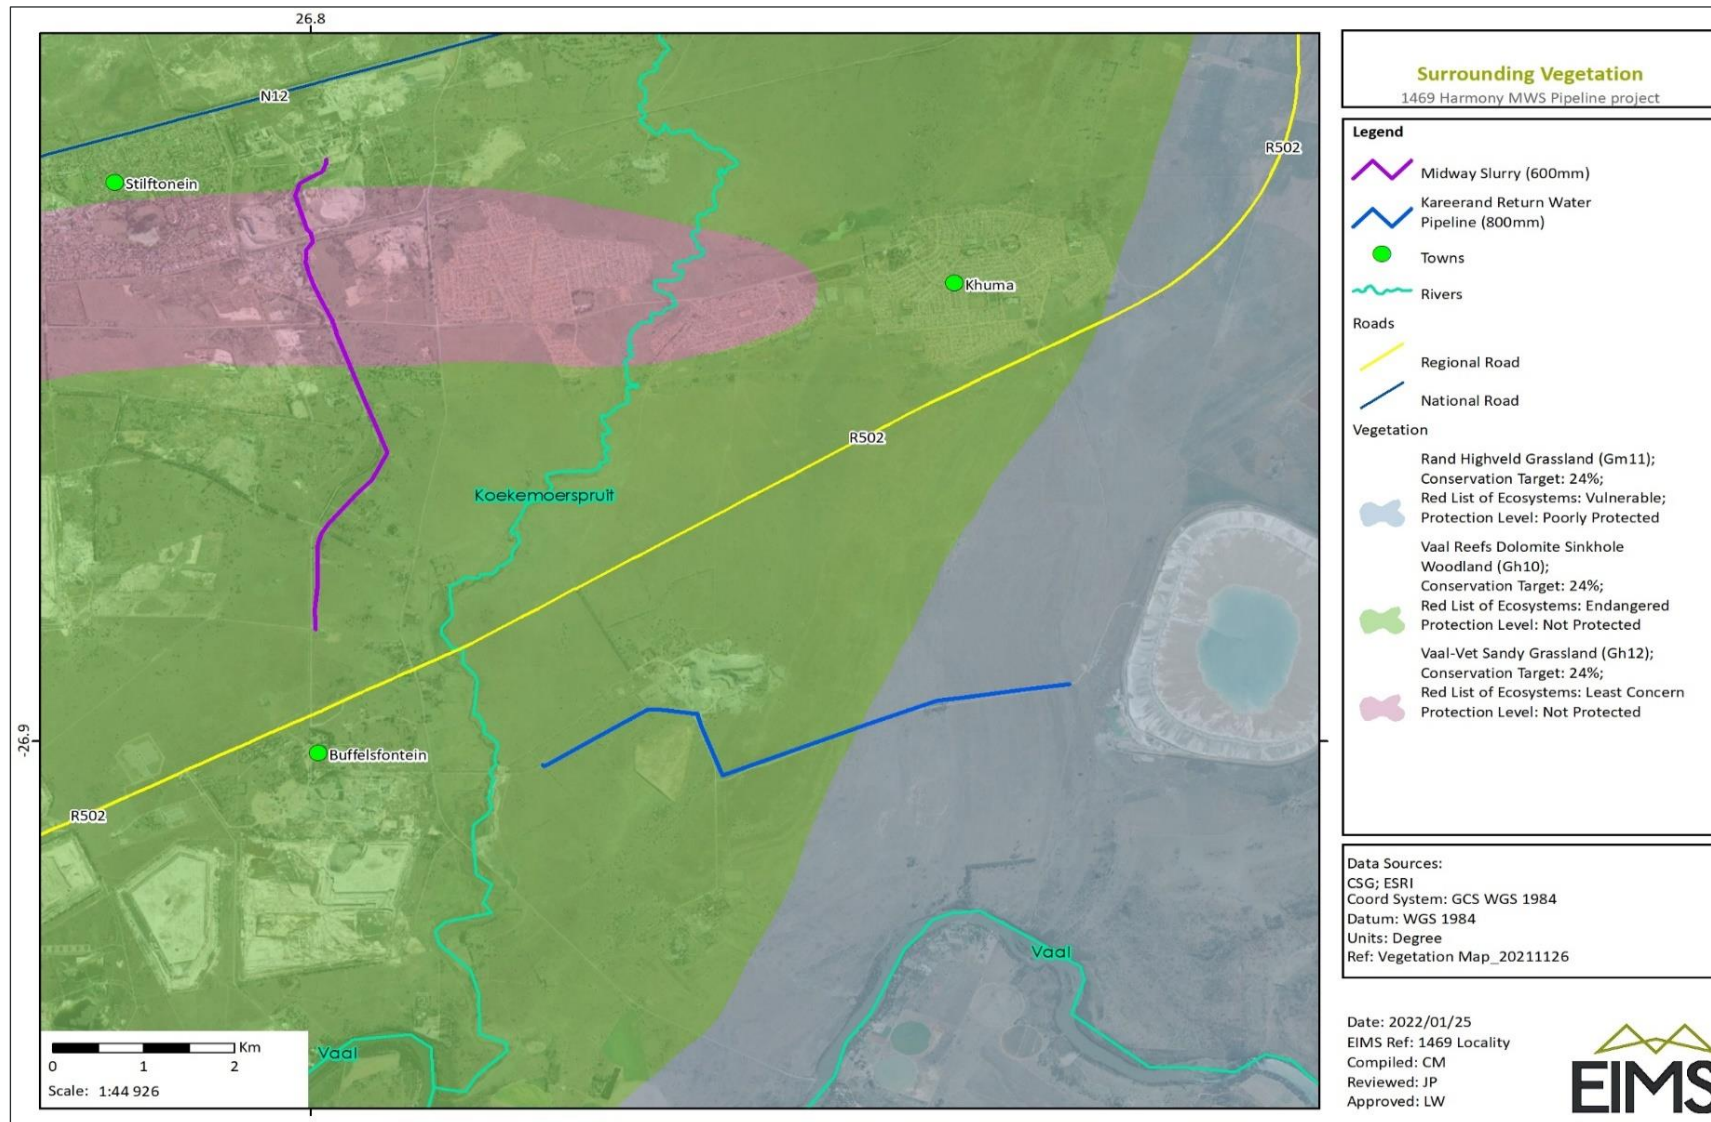 26.8
N12
Stilftonein
R502
Khuma
R502
Koekemoerspruit
-26.9
Buffelsfontein
R502
Vaal
Vaal
Km
0 1 2
Scale: 1:44 926
Surrounding Vegetation
1469 Harmony MWS Pipeline project
Legend
Midway Slurry (600mm)
Kareerand Return Water
Pipeline (800mm)
Towns
Rivers
Roads
Regional Road
National Road
Vegetation
Rand Highveld Grassland (Gm11);
Conservation Target: 24%;
Red List of Ecosystems: Vulnerable;
Protection Level: Poorly Protected
Vaal Reefs Dolomite Sinkhole
Woodland (Gh10);
Conservation Target: 24%;
Red List of Ecosystems: Endangered
Protection Level: Not Protected
Vaal-Vet Sandy Grassland (Gh12);
Conservation Target: 24%;
Red List of Ecosystems: Least Concern
Protection Level: Not Protected
Data Sources:
CSG; ESRI
Coord System: GCS WGS 1984
Datum: WGS 1984
Units: Degree
Ref: Vegetation Map_20211126
Date: 2022/01/25
EIMS Ref: 1469 Locality
Compiled: CM
Reviewed: JP
Approved: LW
EIMS